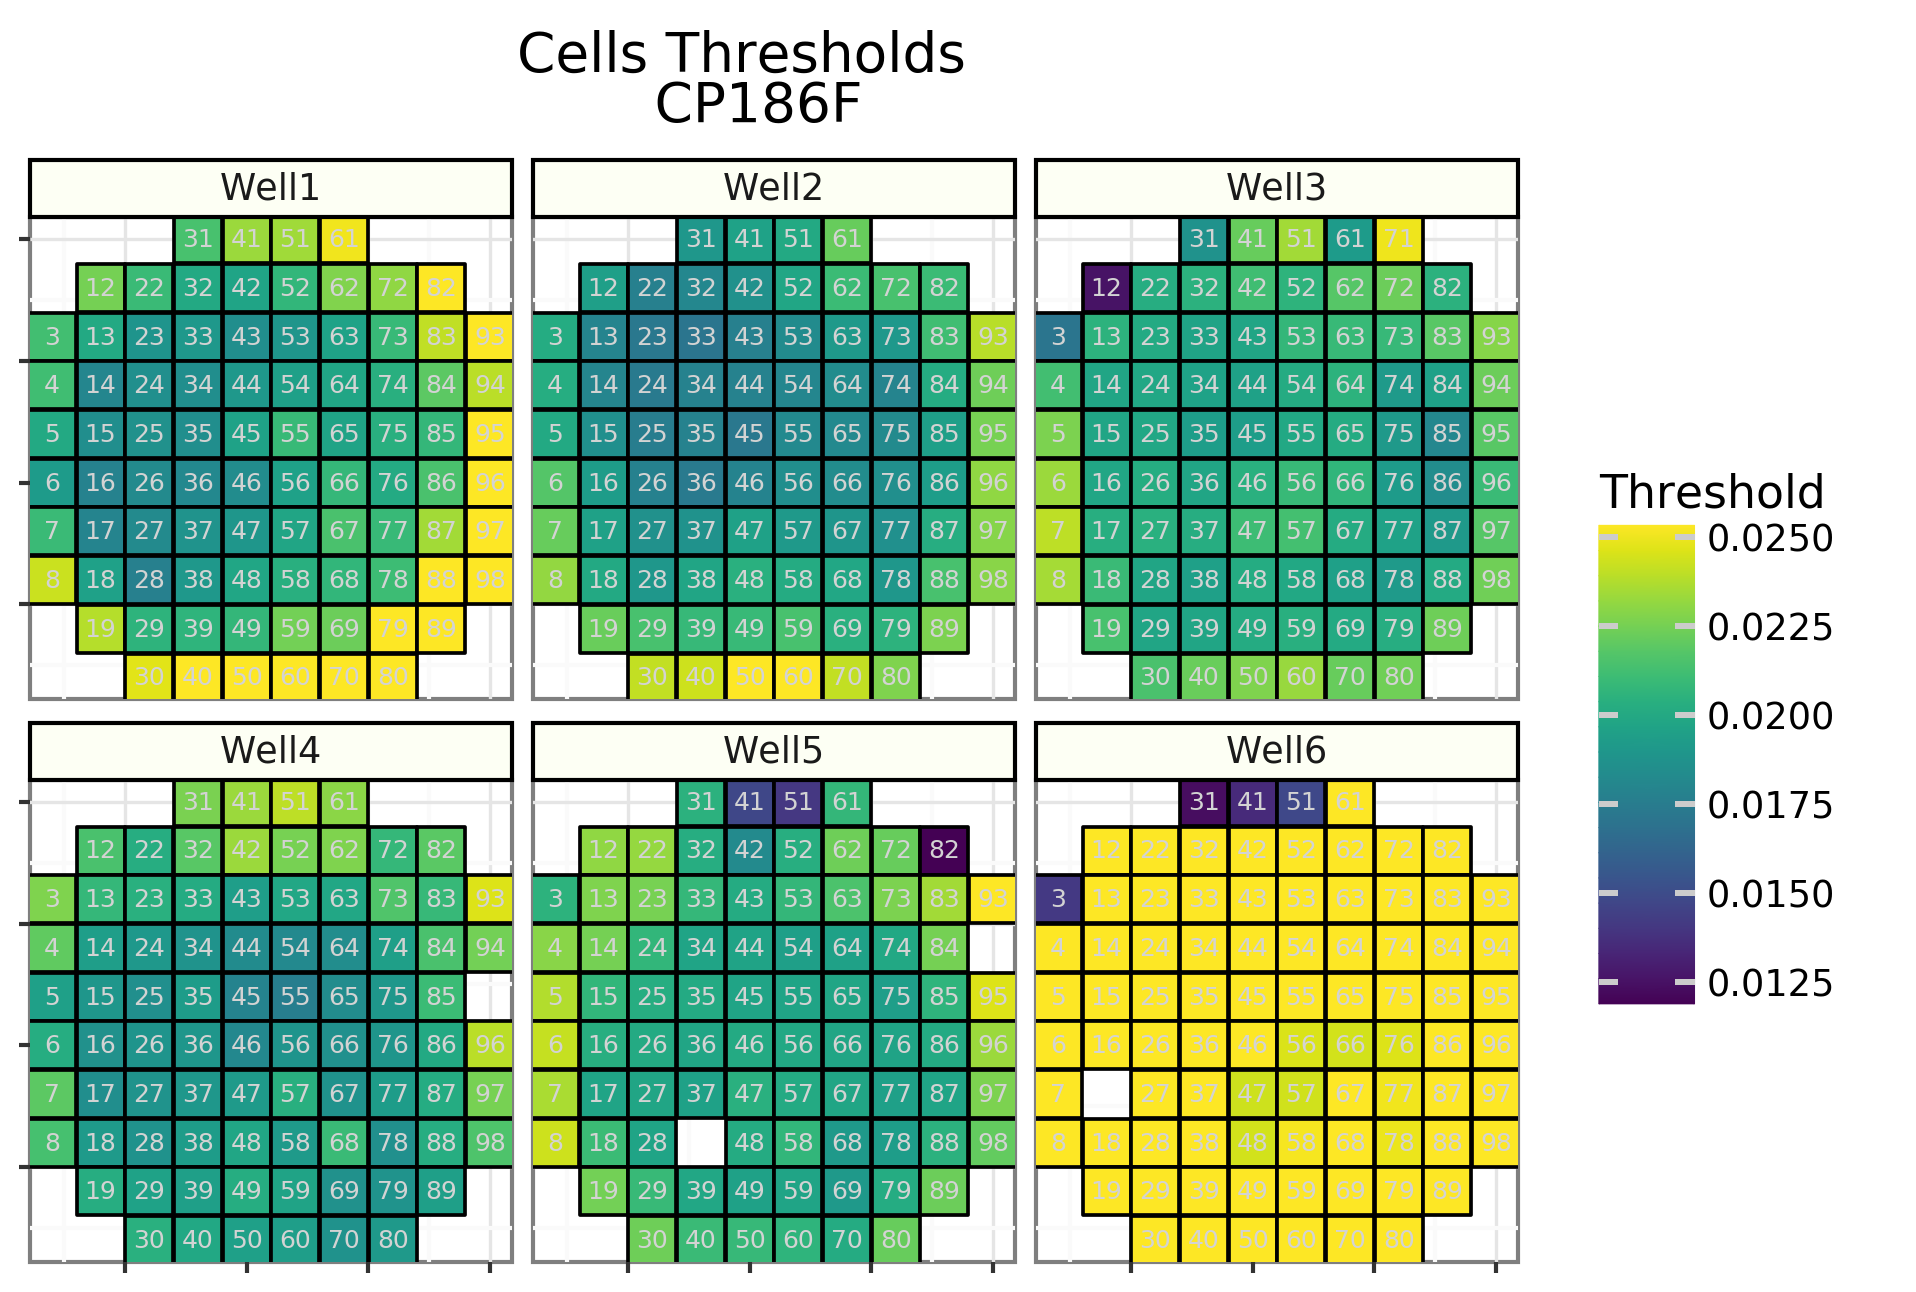 Cells Thresholds
CP186F
Well1 Well2 Well3
31 41 51 61 31 41 51 61 31 41 51 61 71
12 22 32 42 52 62 72 82 12 22 32 42 52 62 72 82 12 22 32 42 52 62 72 82
3 13 23 33 43 53 63 73 83 93 3 13 23 33 43 53 63 73 83 93 3 13 23 33 43 53 63 73 83 93
4 14 24 34 44 54 64 74 84 94 4 14 24 34 44 54 64 74 84 94 4 14 24 34 44 54 64 74 84 94
5 15 25 35 45 55 65 75 85 95 5 15 25 35 45 55 65 75 85 95 5 15 25 35 45 55 65 75 85 95
6 16 26 36 46 56 66 76 86 96 6 16 26 36 46 56 66 76 86 96 6 16 26 36 46 56 66 76 86 96
7 17 27 37 47 57 67 77 87 97 7 17 27 37 47 57 67 77 87 97 7 17 27 37 47 57 67 77 87 97
8 18 28 38 48 58 68 78 88 98 8 18 28 38 48 58 68 78 88 98 8 18 28 38 48 58 68 78 88 98
19 29 39 49 59 69 79 89 19 29 39 49 59 69 79 89 19 29 39 49 59 69 79 89
30 40 50 60 70 80 30 40 50 60 70 80 30 40 50 60 70 80
Well4 Well5 Well6
31 41 51 61 31 41 51 61 31 41 51 61
12 22 32 42 52 62 72 82 12 22 32 42 52 62 72 82 12 22 32 42 52 62 72 82
3 13 23 33 43 53 63 73 83 93 3 13 23 33 43 53 63 73 83 93 3 13 23 33 43 53 63 73 83 93
4 14 24 34 44 54 64 74 84 94 4 14 24 34 44 54 64 74 84 4 14 24 34 44 54 64 74 84 94
5 15 25 35 45 55 65 75 85 5 15 25 35 45 55 65 75 85 95 5 15 25 35 45 55 65 75 85 95
6 16 26 36 46 56 66 76 86 96 6 16 26 36 46 56 66 76 86 96 6 16 26 36 46 56 66 76 86 96
7 17 27 37 47 57 67 77 87 97 7 17 27 37 47 57 67 77 87 97 7 27 37 47 57 67 77 87 97
8 18 28 38 48 58 68 78 88 98 8 18 28 48 58 68 78 88 98 8 18 28 38 48 58 68 78 88 98
19 29 39 49 59 69 79 89 19 29 39 49 59 69 79 89 19 29 39 49 59 69 79 89
30 40 50 60 70 80 30 40 50 60 70 80 30 40 50 60 70 80
Threshold
0.0250
0.0225
0.0200
0.0175
0.0150
0.0125